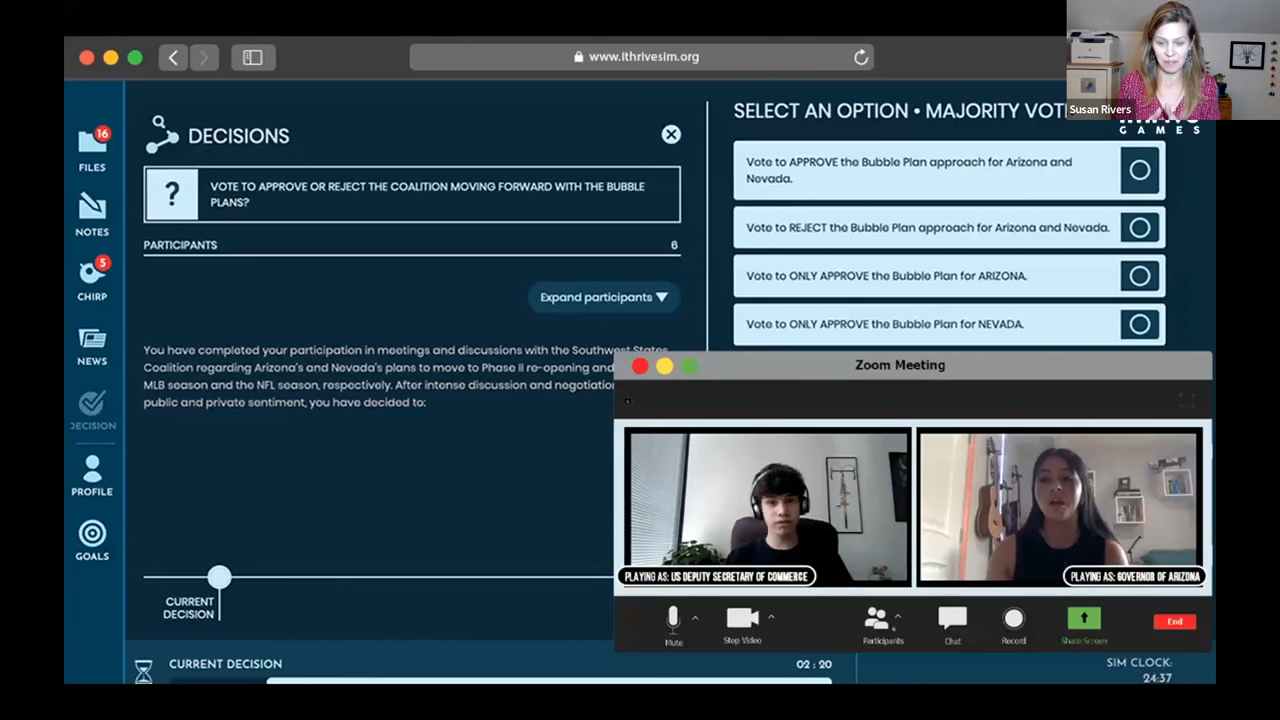 www.ithrivesim.org
Susan Rivers
GAMES
16
FILES
NOTES
5
CHIRP
NEWS
DECISION
PROFILE
GOALS
DECISIONS
?
VOTE TO APPROVE OR REJECT THE COALITION MOVING FORWARD WITH THE BUBBLE
PLANS?
PARTICIPANTS 6
Expand participants
You have completed your participation in meetings and discussions with the Southwest States
Coalition regarding Arizona's and Nevada's plans to move to Phase II re-opening and
MLB season and the NFL season, respectively. After intense discussion and negotiation
public and private sentiment, you have decided to:
CURRENT
DECISION
CURRENT DECISION 02 : 20
SIM CLOCK:
24:37
SELECT AN OPTION • MAJORITY VOT
Vote to APPROVE the Bubble Plan approach for Arizona and
Nevada.
Vote to REJECT the Bubble Plan approach for Arizona and Nevada.
Vote to ONLY APPROVE the Bubble Plan for ARIZONA.
Vote to ONLY APPROVE the Bubble Plan for NEVADA.
Zoom Meeting
PLAYING AS: US DEPUTY SECRETARY OF COMMERCE
PLAYING AS: GOVERNOR OF ARIZONA
Mute
Stop Video
Participants
Chat
Record
Share Screen
End